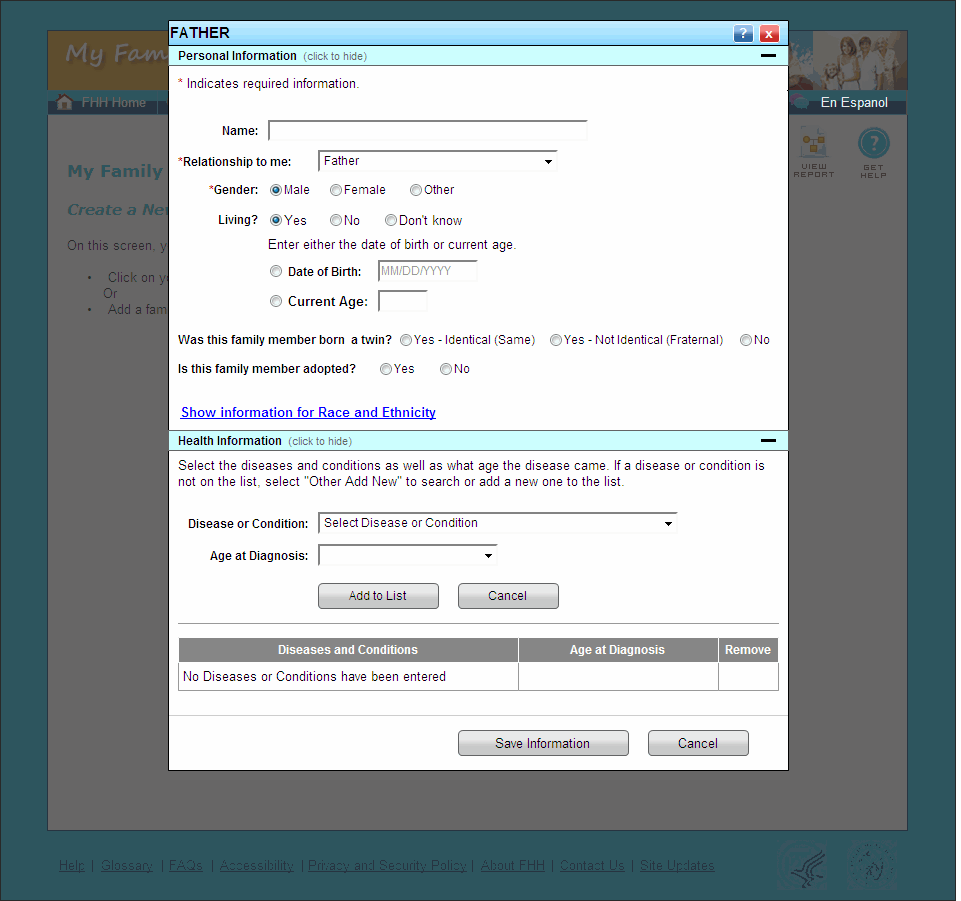 FATHER
?
x
Personal Information (click to hide)
* Indicates required information.
Name:
*Relationship to me: Father
*Gender: Male Female Other
Living? Yes No Don't know
Enter either the date of birth or current age.
Date of Birth: MM/DD/YYYY
Current Age:
Was this family member born a twin? Yes - Identical (Same) Yes - Not Identical (Fraternal) No
Is this family member adopted? Yes No
Show information for Race and Ethnicity
Health Information (click to hide)
Select the diseases and conditions as well as what age the disease came. If a disease or condition is
not on the list, select "Other Add New" to search or add a new one to the list.
Disease or Condition: Select Disease or Condition
Age at Diagnosis:
Add to List Cancel
Diseases and Conditions Age at Diagnosis Remove
No Diseases or Conditions have been entered
Save Information Cancel
My Fam
FHH Home
En Espanol
VIEW
REPORT
?
GET
HELP
My Family
Create a Ne
On this screen, y
• Click on yo
Or
• Add a fam
Help | Glossary | FAQs | Accessibility | Privacy and Security Policy | About FHH | Contact Us | Site Updates